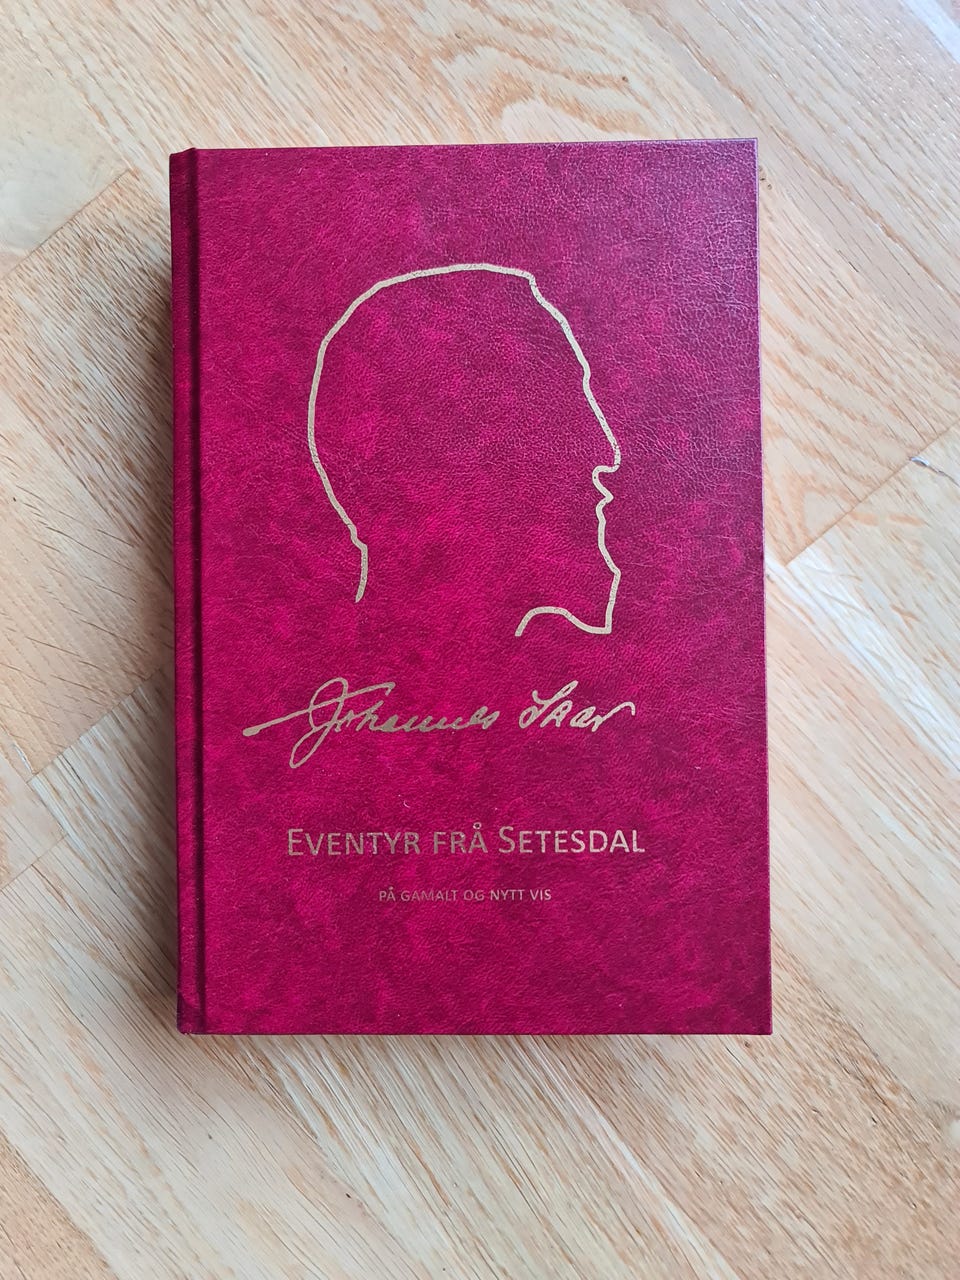 Johannes Skar
EVENTYR FRÅ SETESDAL
PÅ GAMALT OG NYTT VIS